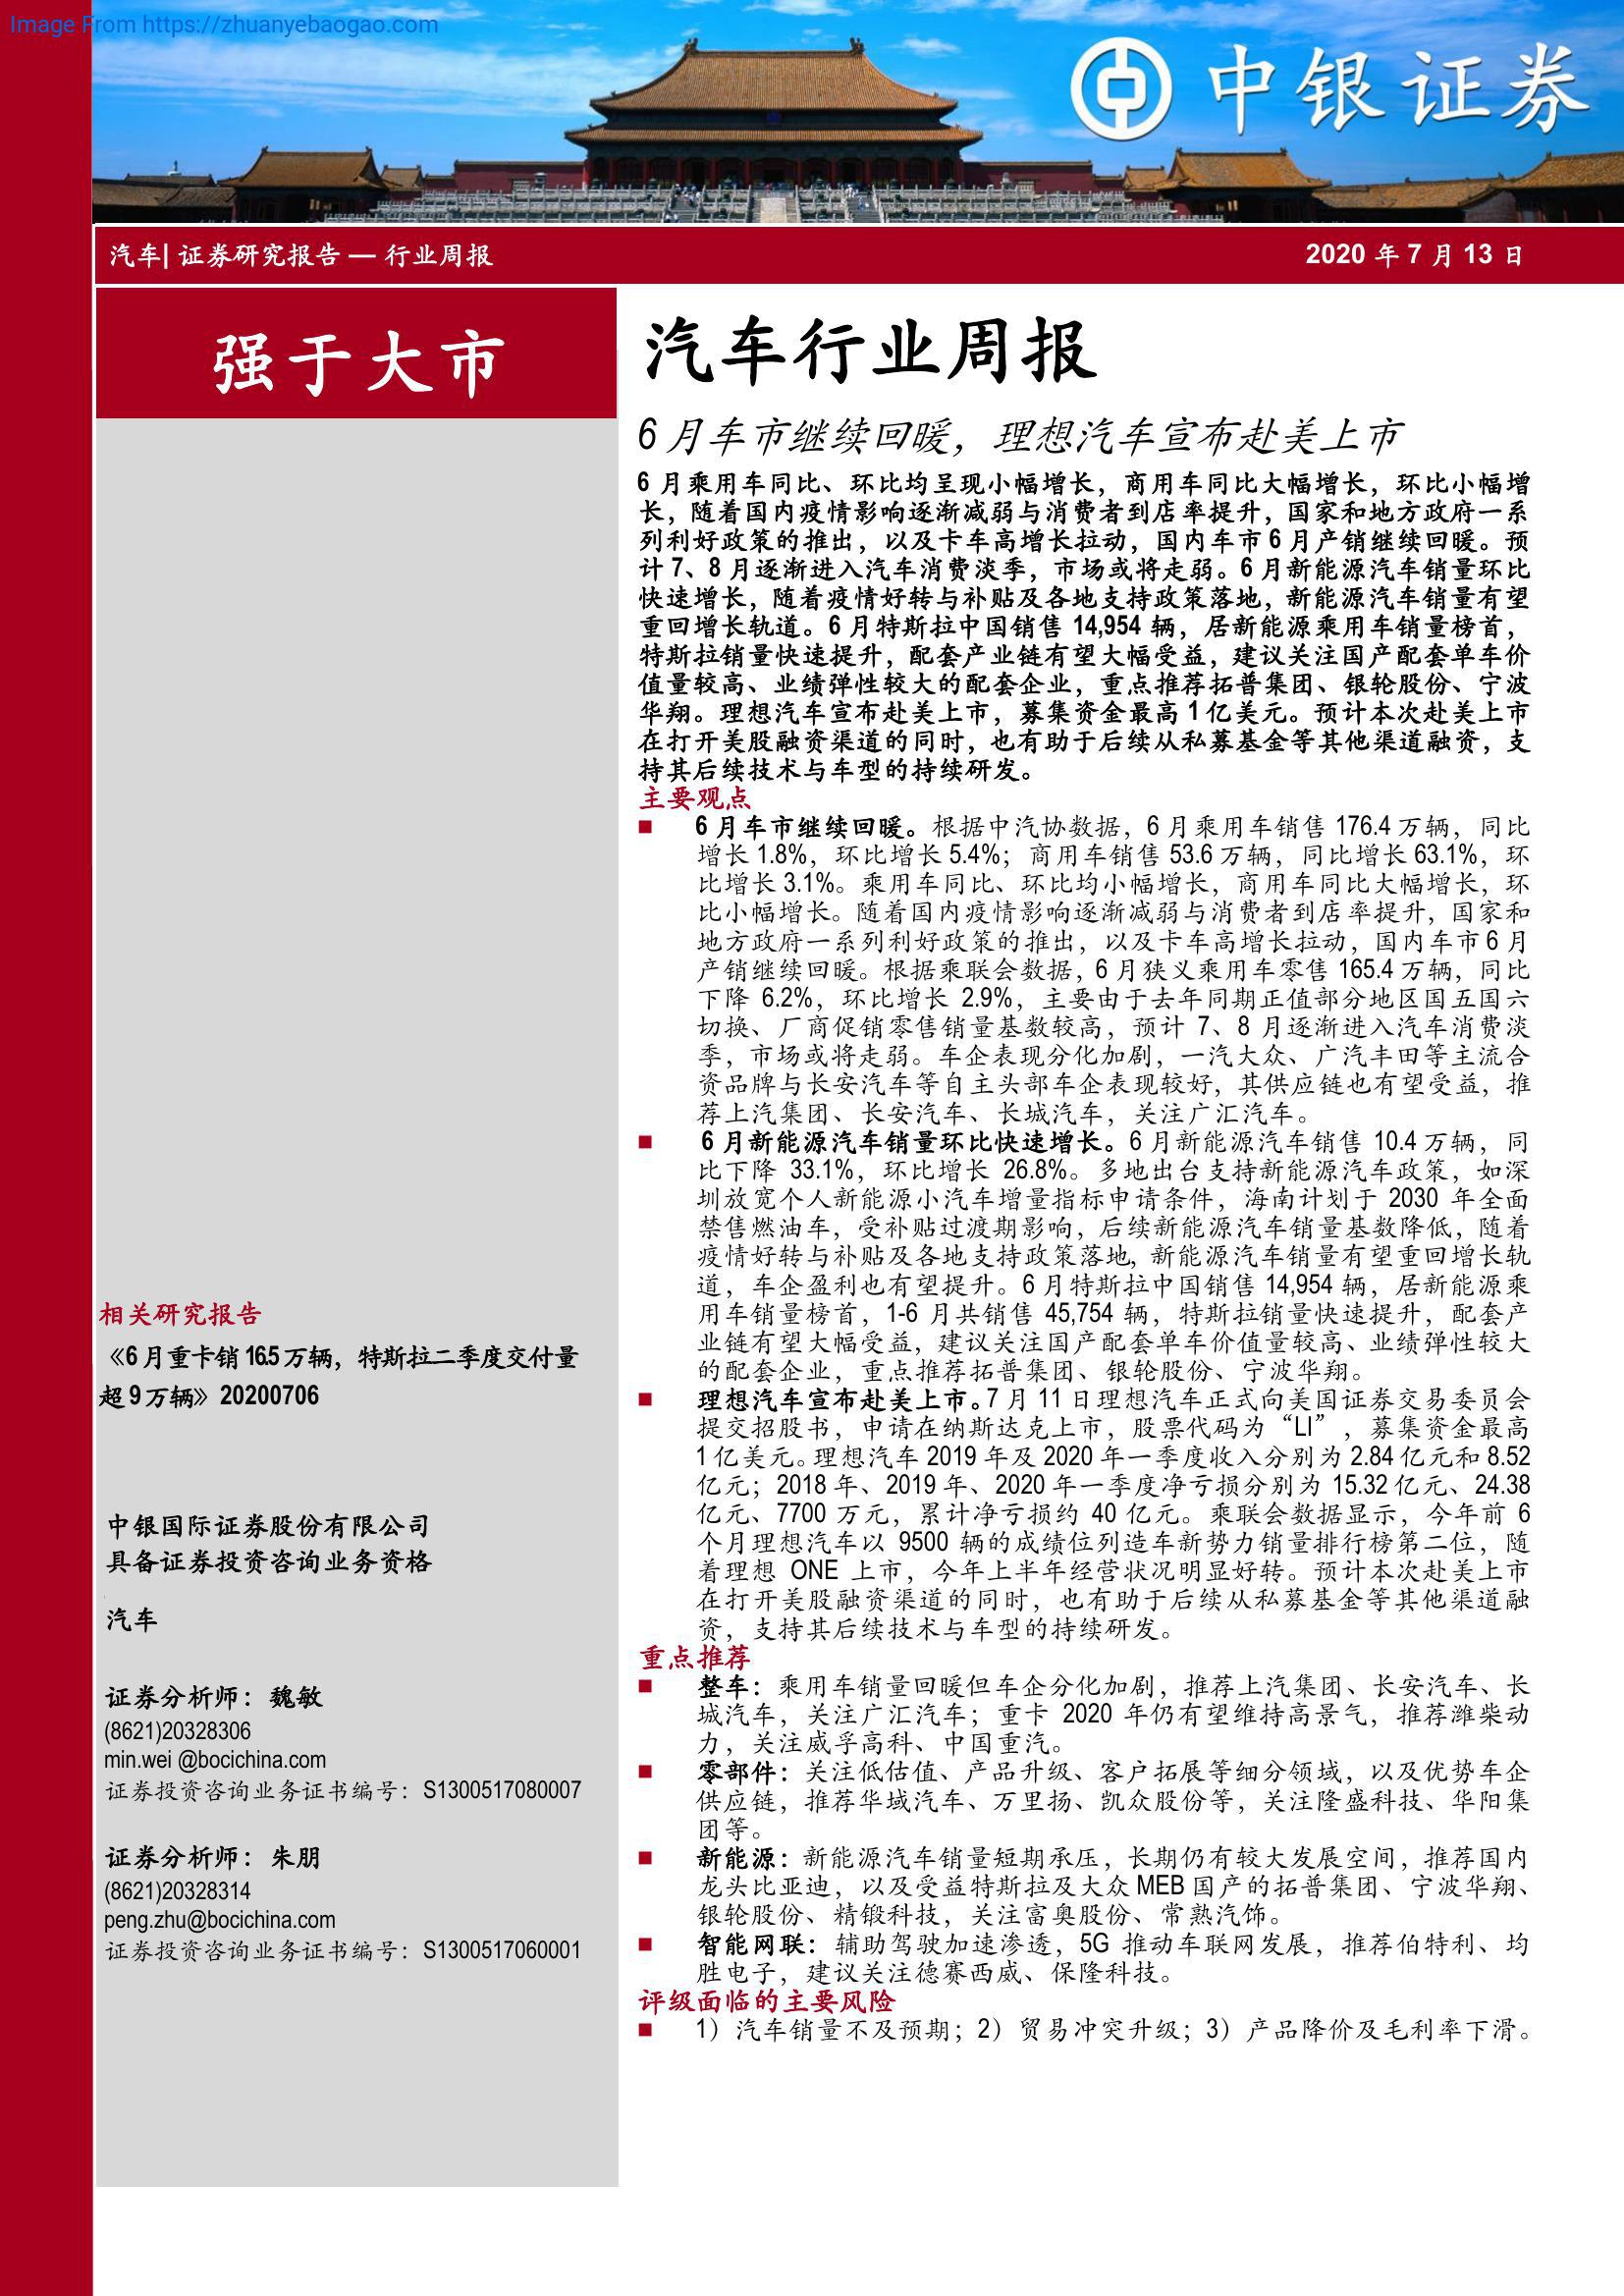 Image From https://zhuanyebaogao.com
中银证券
汽车| 证券研究报告 — 行业周报
2020 年 7 月 13 日
强于大市
汽车行业周报
6 月车市继续回暖，理想汽车宣布赴美上市
6 月乘用车同比、环比均呈现小幅增长，商用车同比大幅增长，环比小幅增
长，随着国内疫情影响逐渐减弱与消费者到店率提升，国家和地方政府一系
列利好政策的推出，以及卡车高增长拉动，国内车市 6 月产销继续回暖。预
计 7、8 月逐渐进入汽车消费淡季，市场或将走弱。6 月新能源汽车销量环比
快速增长，随着疫情好转与补贴及各地支持政策落地，新能源汽车销量有望
重回增长轨道。6 月特斯拉中国销售 14,954 辆，居新能源乘用车销量榜首，
特斯拉销量快速提升，配套产业链有望大幅受益，建议关注国产配套单车价
值量较高、业绩弹性较大的配套企业，重点推荐拓普集团、银轮股份、宁波
华翔。理想汽车宣布赴美上市，募集资金最高 1 亿美元。预计本次赴美上市
在打开美股融资渠道的同时，也有助于后续从私募基金等其他渠道融资，支
持其后续技术与车型的持续研发。
主要观点
■ 6 月车市继续回暖。根据中汽协数据，6 月乘用车销售 176.4 万辆，同比
增长 1.8%，环比增长 5.4%；商用车销售 53.6 万辆，同比增长 63.1%，环
比增长 3.1%。乘用车同比、环比均小幅增长，商用车同比大幅增长，环
比小幅增长。随着国内疫情影响逐渐减弱与消费者到店率提升，国家和
地方政府一系列利好政策的推出，以及卡车高增长拉动，国内车市 6 月
产销继续回暖。根据乘联会数据，6 月狭义乘用车零售 165.4 万辆，同比
下降 6.2%，环比增长 2.9%，主要由于去年同期正值部分地区国五国六
切换、厂商促销零售销量基数较高，预计 7、8 月逐渐进入汽车消费淡
季，市场或将走弱。车企表现分化加剧，一汽大众、广汽丰田等主流合
资品牌与长安汽车等自主头部车企表现较好，其供应链也有望受益，推
荐上汽集团、长安汽车、长城汽车，关注广汇汽车。
■ 6 月新能源汽车销量环比快速增长。6 月新能源汽车销售 10.4 万辆，同
比下降 33.1%，环比增长 26.8%。多地出台支持新能源汽车政策，如深
圳放宽个人新能源小汽车增量指标申请条件，海南计划于 2030 年全面
禁售燃油车，受补贴过渡期影响，后续新能源汽车销量基数降低，随着
疫情好转与补贴及各地支持政策落地，新能源汽车销量有望重回增长轨
道，车企盈利也有望提升。6 月特斯拉中国销售 14,954 辆，居新能源乘
用车销量榜首，1-6 月共销售 45,754 辆，特斯拉销量快速提升，配套产
业链有望大幅受益，建议关注国产配套单车价值量较高、业绩弹性较大
的配套企业，重点推荐拓普集团、银轮股份、宁波华翔。
■ 理想汽车宣布赴美上市。7 月 11 日理想汽车正式向美国证券交易委员会
提交招股书，申请在纳斯达克上市，股票代码为“LI”，募集资金最高
1 亿美元。理想汽车 2019 年及 2020 年一季度收入分别为 2.84 亿元和 8.52
亿元；2018 年、2019 年、2020 年一季度净亏损分别为 15.32 亿元、24.38
亿元、7700 万元，累计净亏损约 40 亿元。乘联会数据显示，今年前 6
个月理想汽车以 9500 辆的成绩位列造车新势力销量排行榜第二位，随
着理想 ONE 上市，今年上半年经营状况明显好转。预计本次赴美上市
在打开美股融资渠道的同时，也有助于后续从私募基金等其他渠道融
资，支持其后续技术与车型的持续研发。
重点推荐
■ 整车：乘用车销量回暖但车企分化加剧，推荐上汽集团、长安汽车、长
城汽车，关注广汇汽车；重卡 2020 年仍有望维持高景气，推荐潍柴动
力，关注威孚高科、中国重汽。
■ 零部件：关注低估值、产品升级、客户拓展等细分领域，以及优势车企
供应链，推荐华域汽车、万里扬、凯众股份等，关注隆盛科技、华阳集
团等。
■ 新能源：新能源汽车销量短期承压，长期仍有较大发展空间，推荐国内
龙头比亚迪，以及受益特斯拉及大众 MEB 国产的拓普集团、宁波华翔、
银轮股份、精锻科技，关注富奥股份、常熟汽饰。
■ 智能网联：辅助驾驶加速渗透，5G 推动车联网发展，推荐伯特利、均
胜电子，建议关注德赛西威、保隆科技。
评级面临的主要风险
■ 1）汽车销量不及预期；2）贸易冲突升级；3）产品降价及毛利率下滑。
相关研究报告
《6 月重卡销 16.5 万辆，特斯拉二季度交付量
超 9 万辆》20200706
中银国际证券股份有限公司
具备证券投资咨询业务资格
汽车
证券分析师：魏敏
(8621)20328306
min.wei @bocichina.com
证券投资咨询业务证书编号：S1300517080007
证券分析师：朱朋
(8621)20328314
peng.zhu@bocichina.com
证券投资咨询业务证书编号：S1300517060001